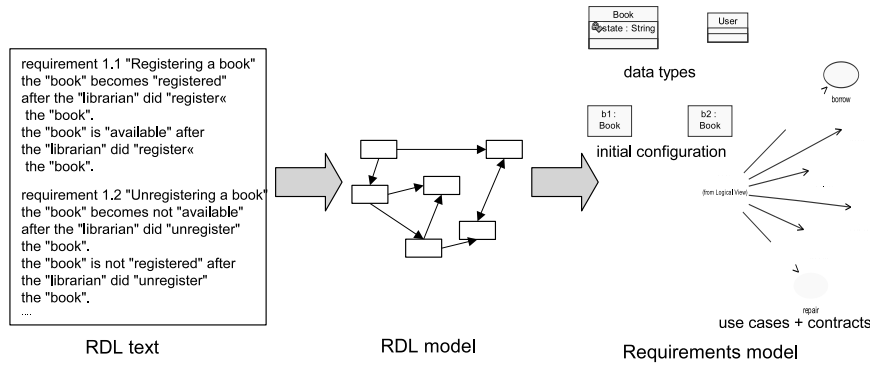 requirement 1.1 "Registering a book"
the "book" becomes "registered"
after the "librarian" did "register«
the "book".
the "book" is "available" after
the "librarian" did "register«
the "book".
requirement 1.2 "Unregistering a book"
the "book" becomes not "available"
after the "librarian" did "unregister"
the "book".
the "book" is not "registered" after
the "librarian" did "unregister"
the "book".
....
RDL text
RDL model
Book
state : String
User
data types
b1 :
Book
b2 :
Book
initial configuration
borrow
(from Logical View)
repair
use cases + contracts
Requirements model